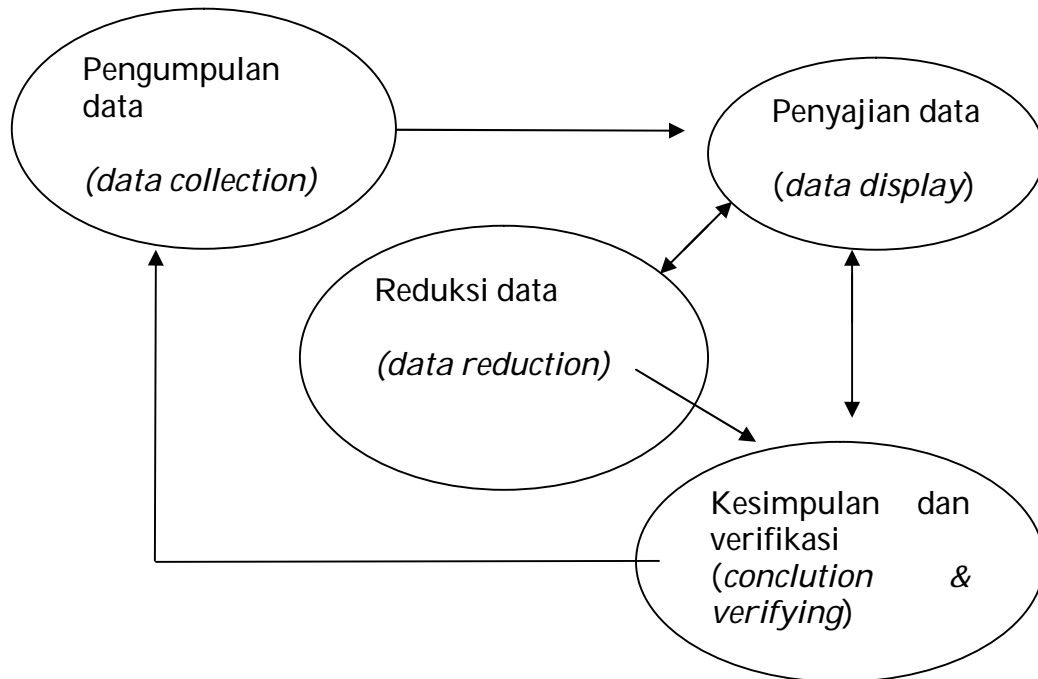 Pengumpulan
data
(data collection)
Penyajian data
(data display)
Reduksi data
(data reduction)
Kesimpulan dan
verifikasi
(conclution &
verifying)